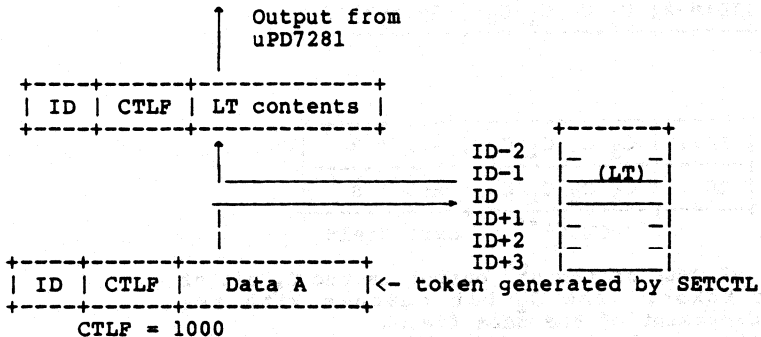 Output from
uPD7281
ID | CTLF | LT contents
ID-2
ID-1 (LT)
ID
ID+1
ID+2
ID+3
ID | CTLF | Data A |<- token generated by SETCTL
CTLF = 1000